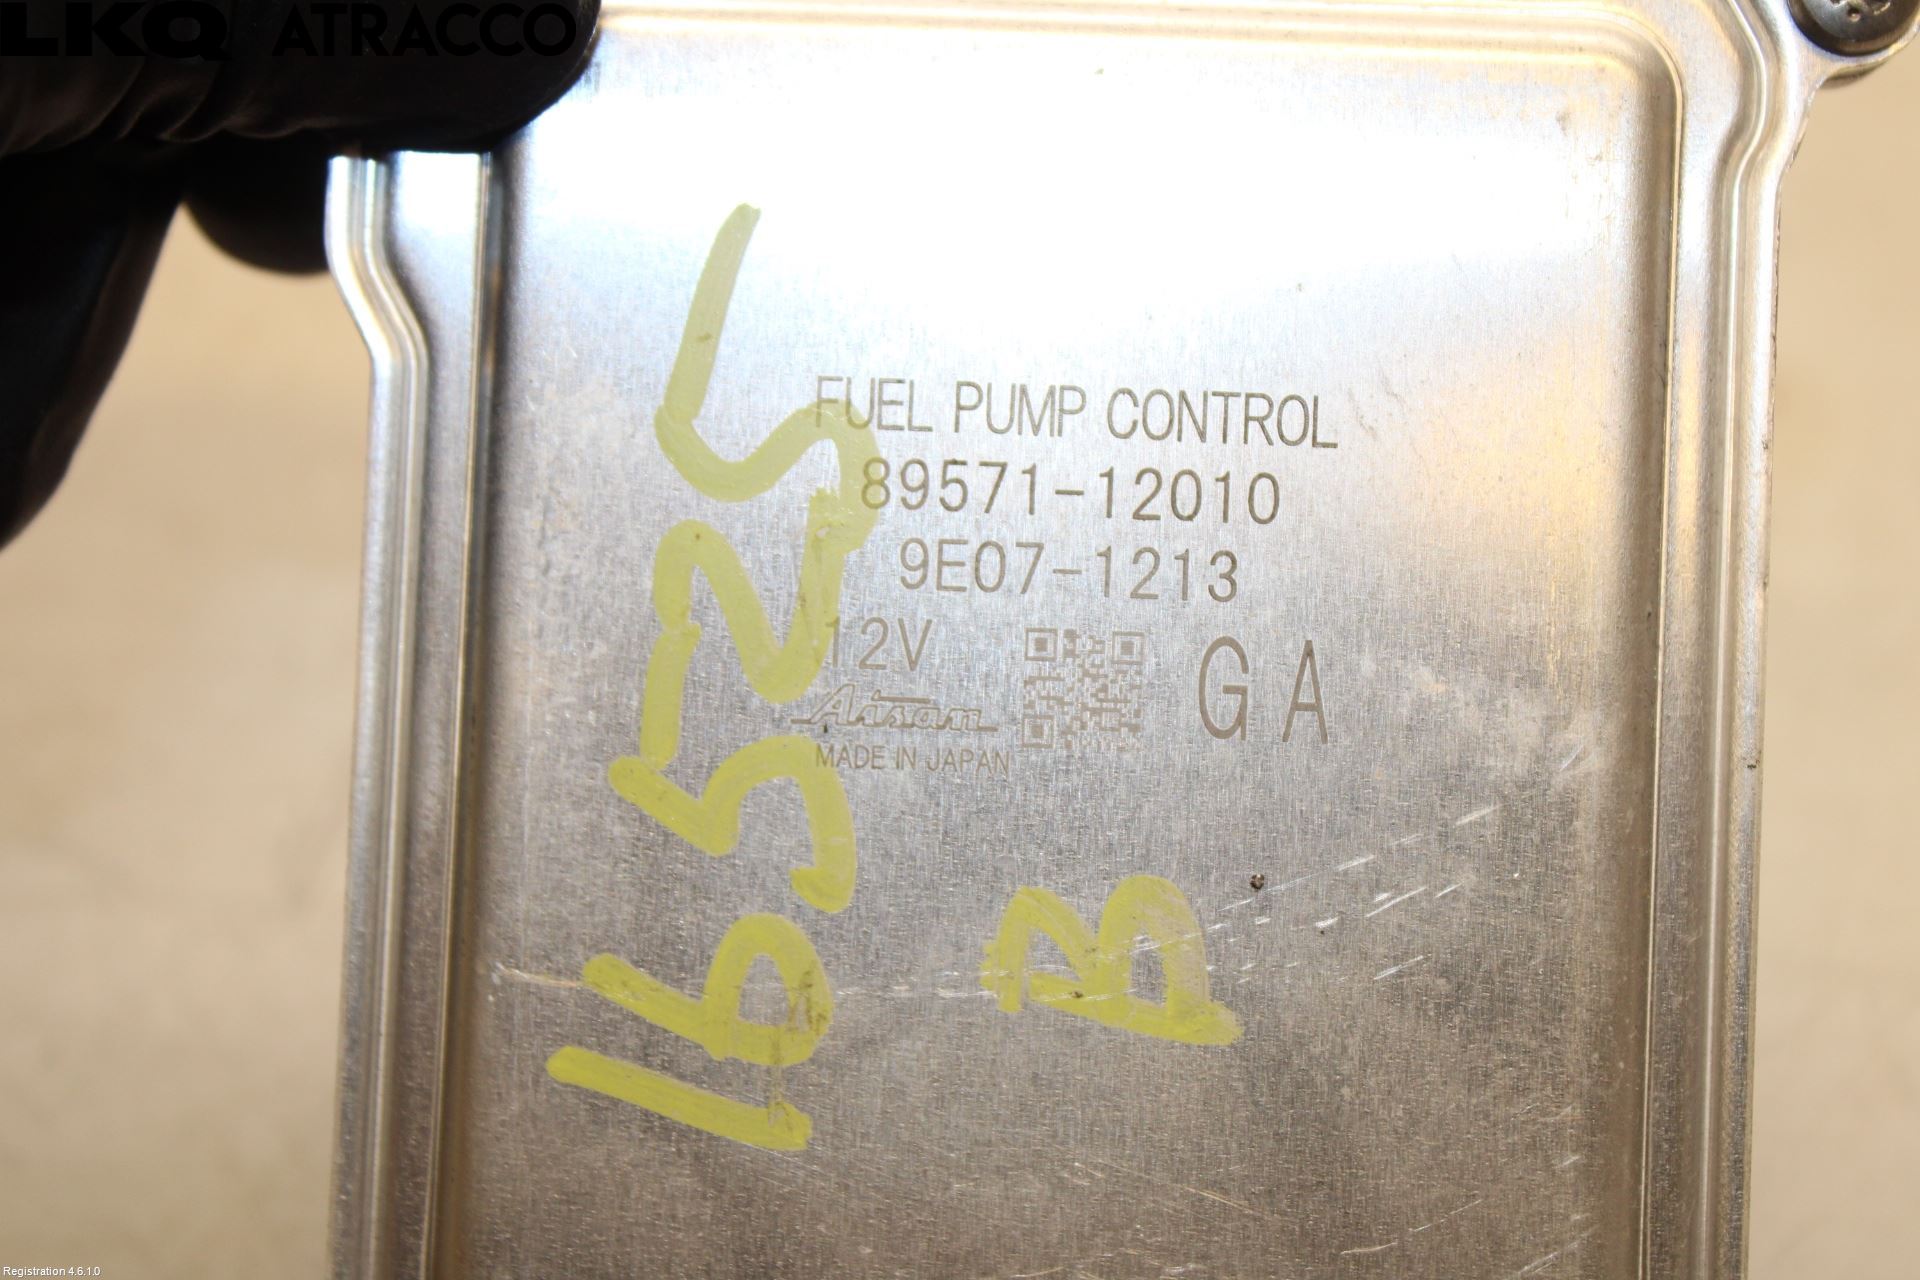 LKQ ATRACCO
FUEL PUMP CONTROL
89571-12010
9E07-1213
12V
GA
Aisan
MADE IN JAPAN
16525
B
Registration 4.6.1.0